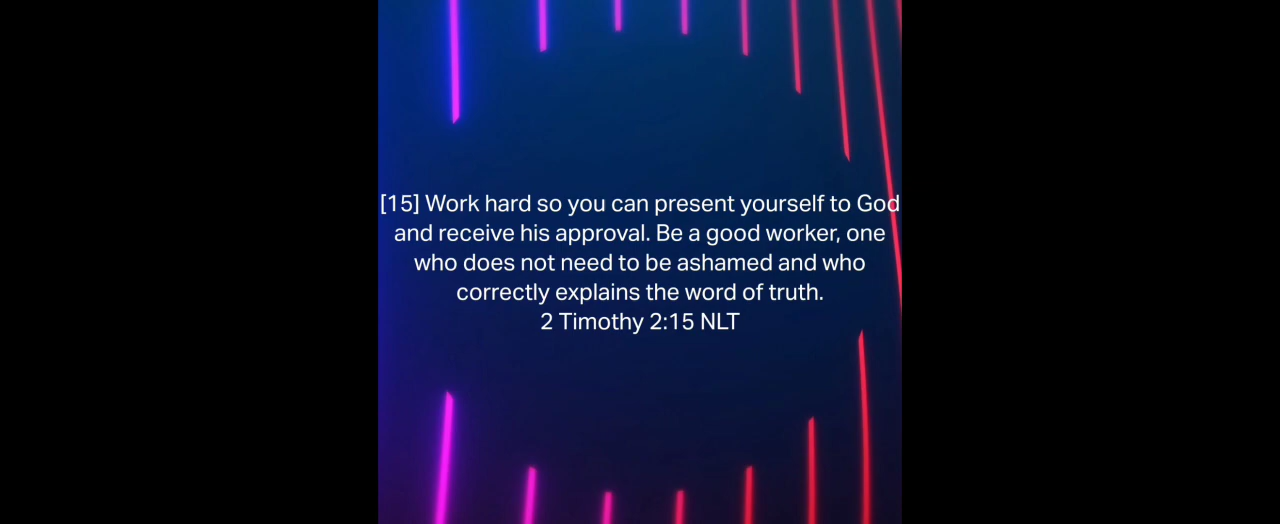 [15] Work hard so you can present yourself to God
and receive his approval. Be a good worker, one
who does not need to be ashamed and who
correctly explains the word of truth.
2 Timothy 2:15 NLT